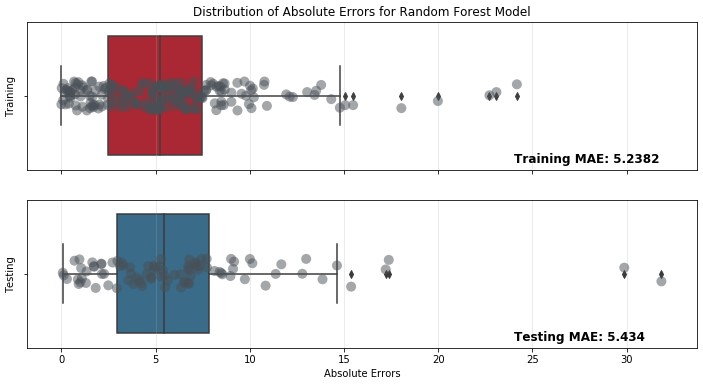 Distribution of Absolute Errors for Random Forest Model
Training
Training MAE: 5.2382
Testing
Testing MAE: 5.434
0 5 10 15 20 25 30
Absolute Errors